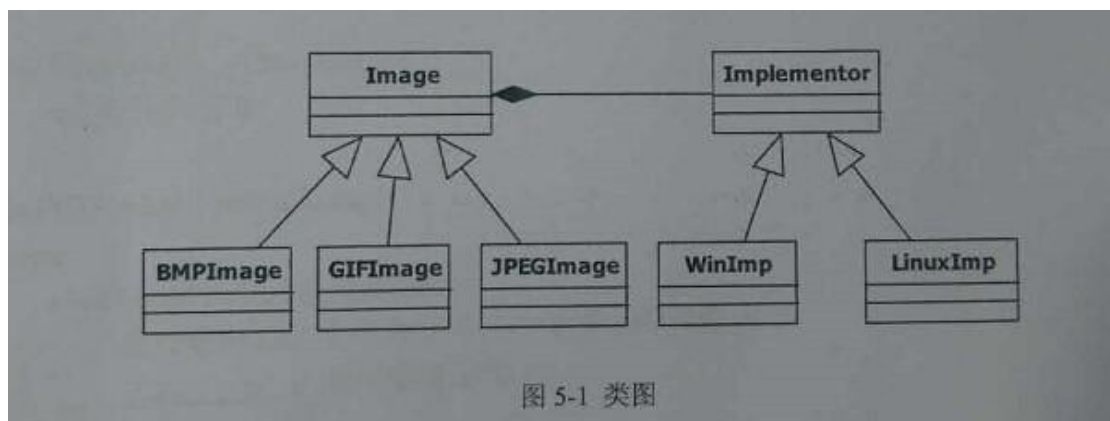 Image
Implementor
BMPImage
GIFImage
JPEGImage
WinImp
LinuxImp
图 5-1 类图